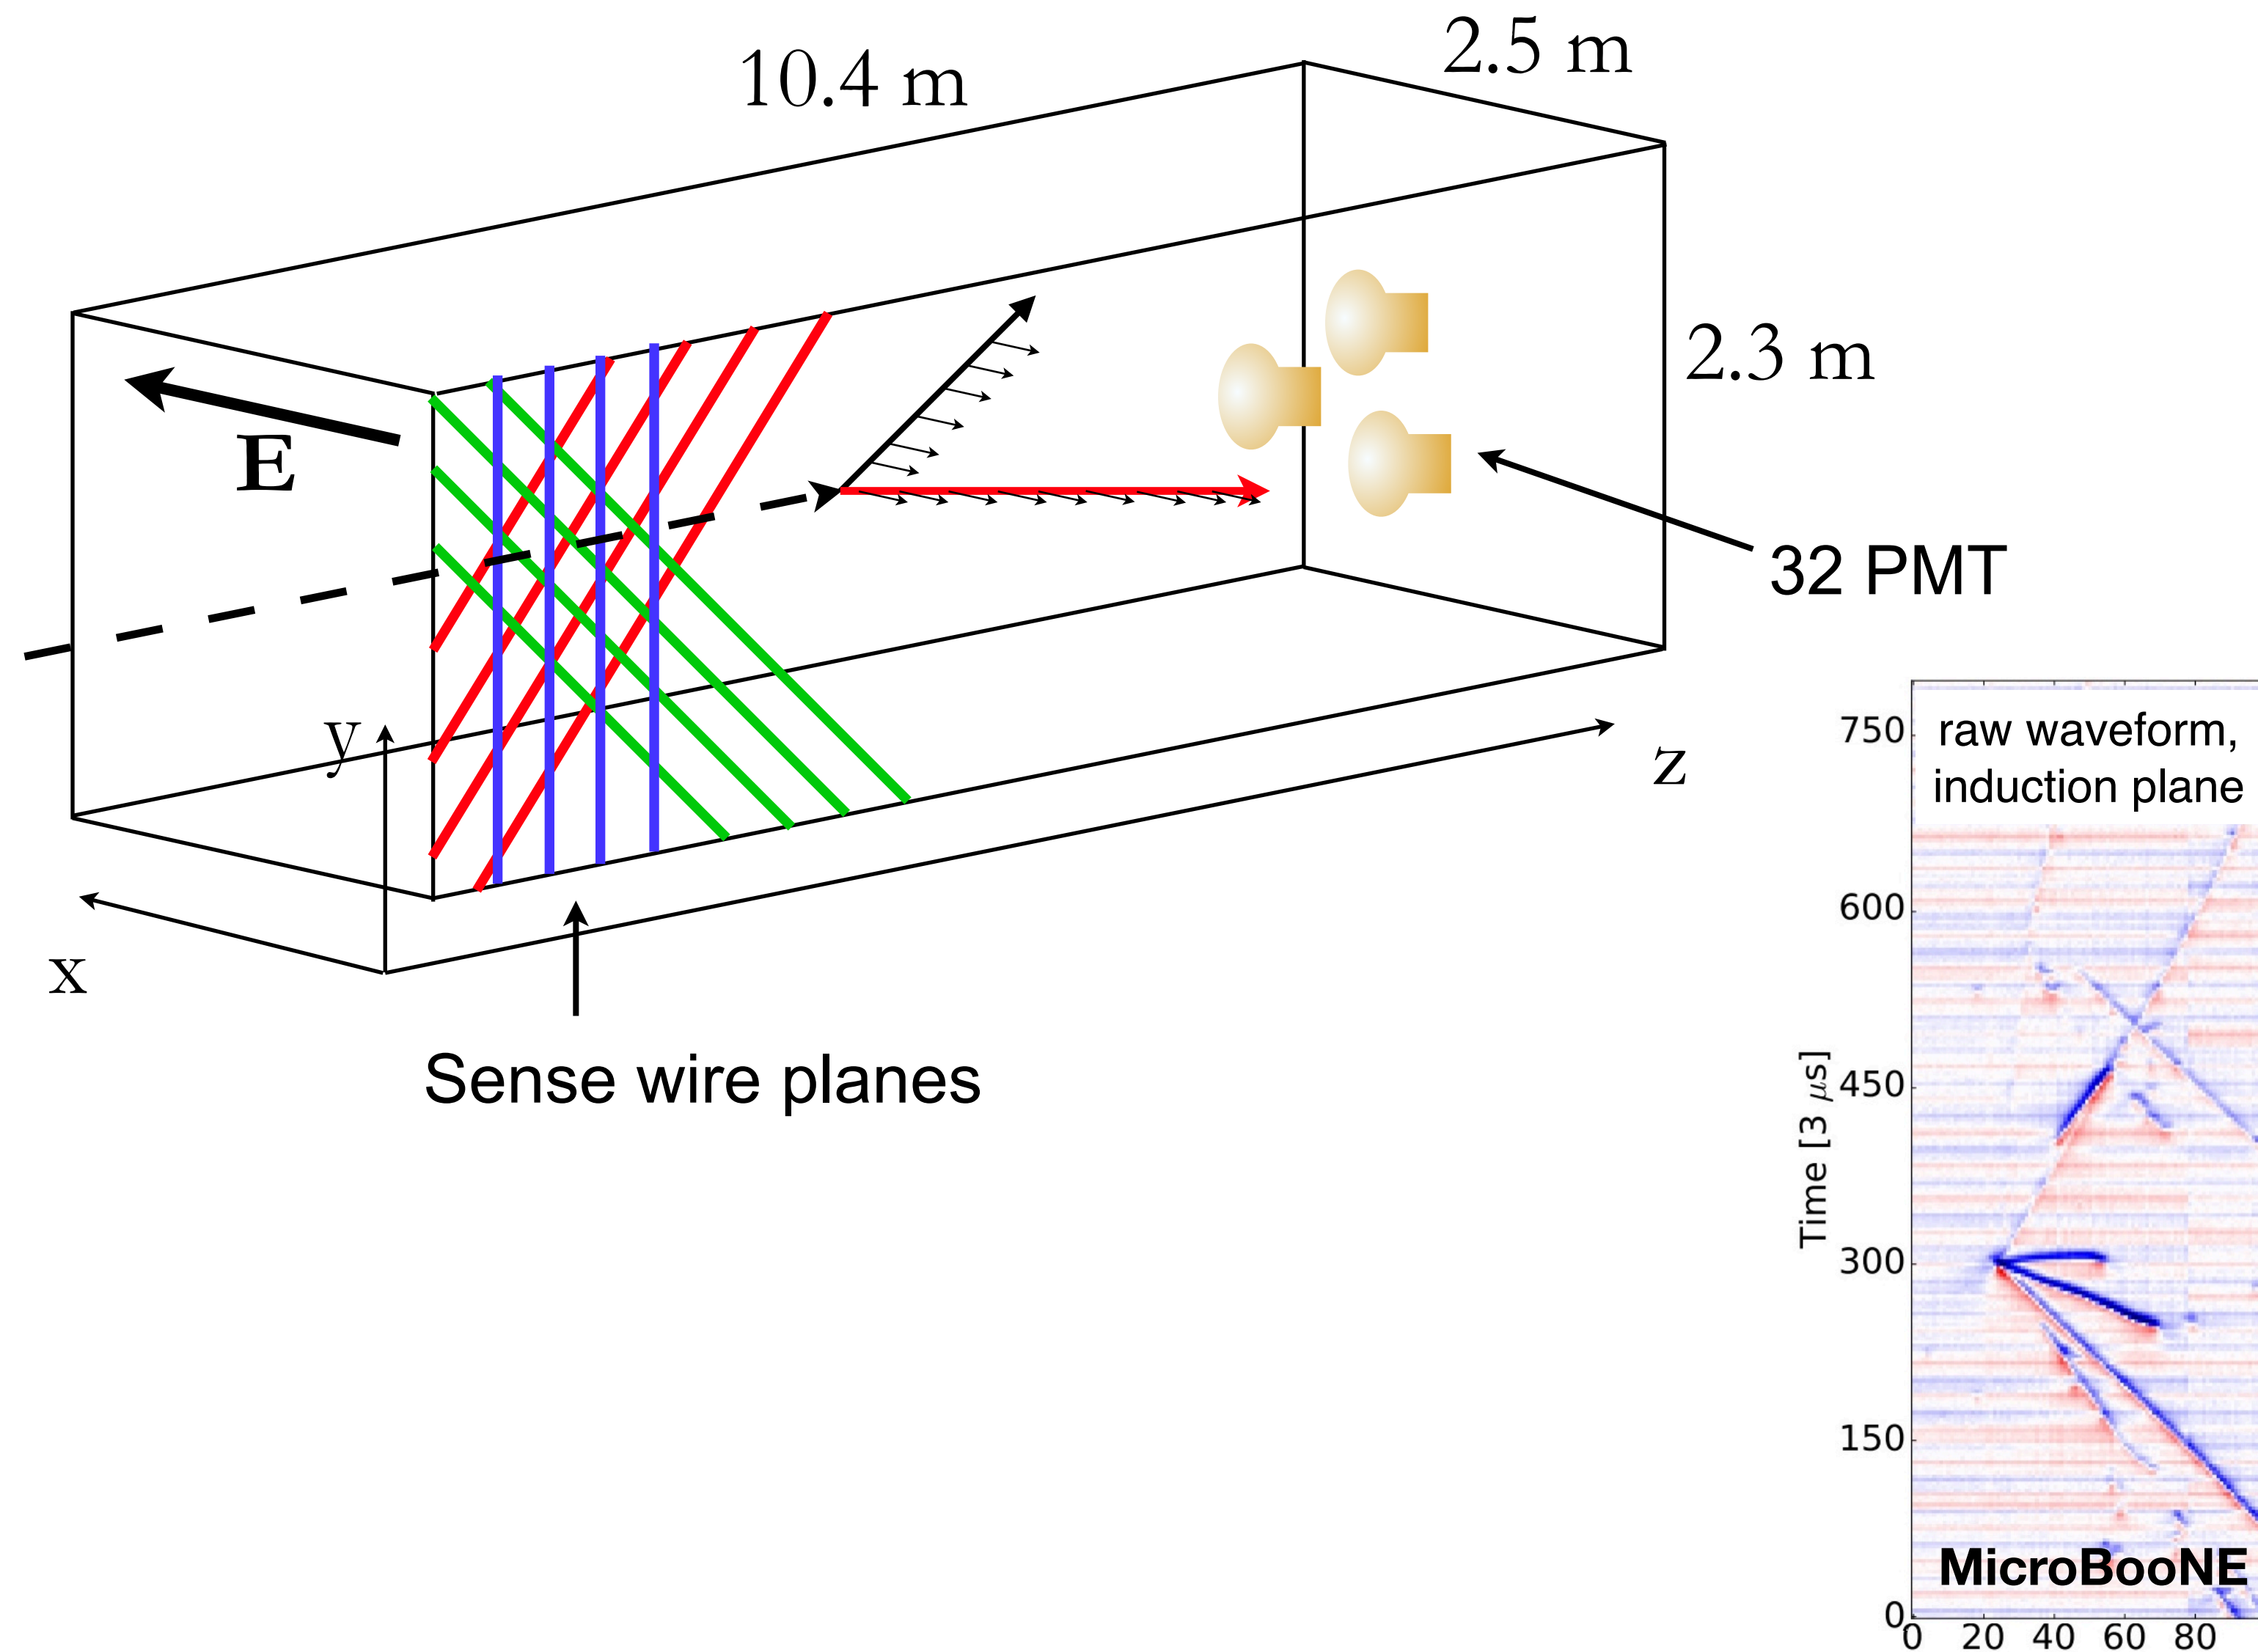 10.4 m
2.5 m
2.3 m
E
32 PMT
y
z
x
Sense wire planes
raw waveform,
induction plane
Time [3 µs]
750
600
450
300
150
0
MicroBooNE
0 20 40 60 80